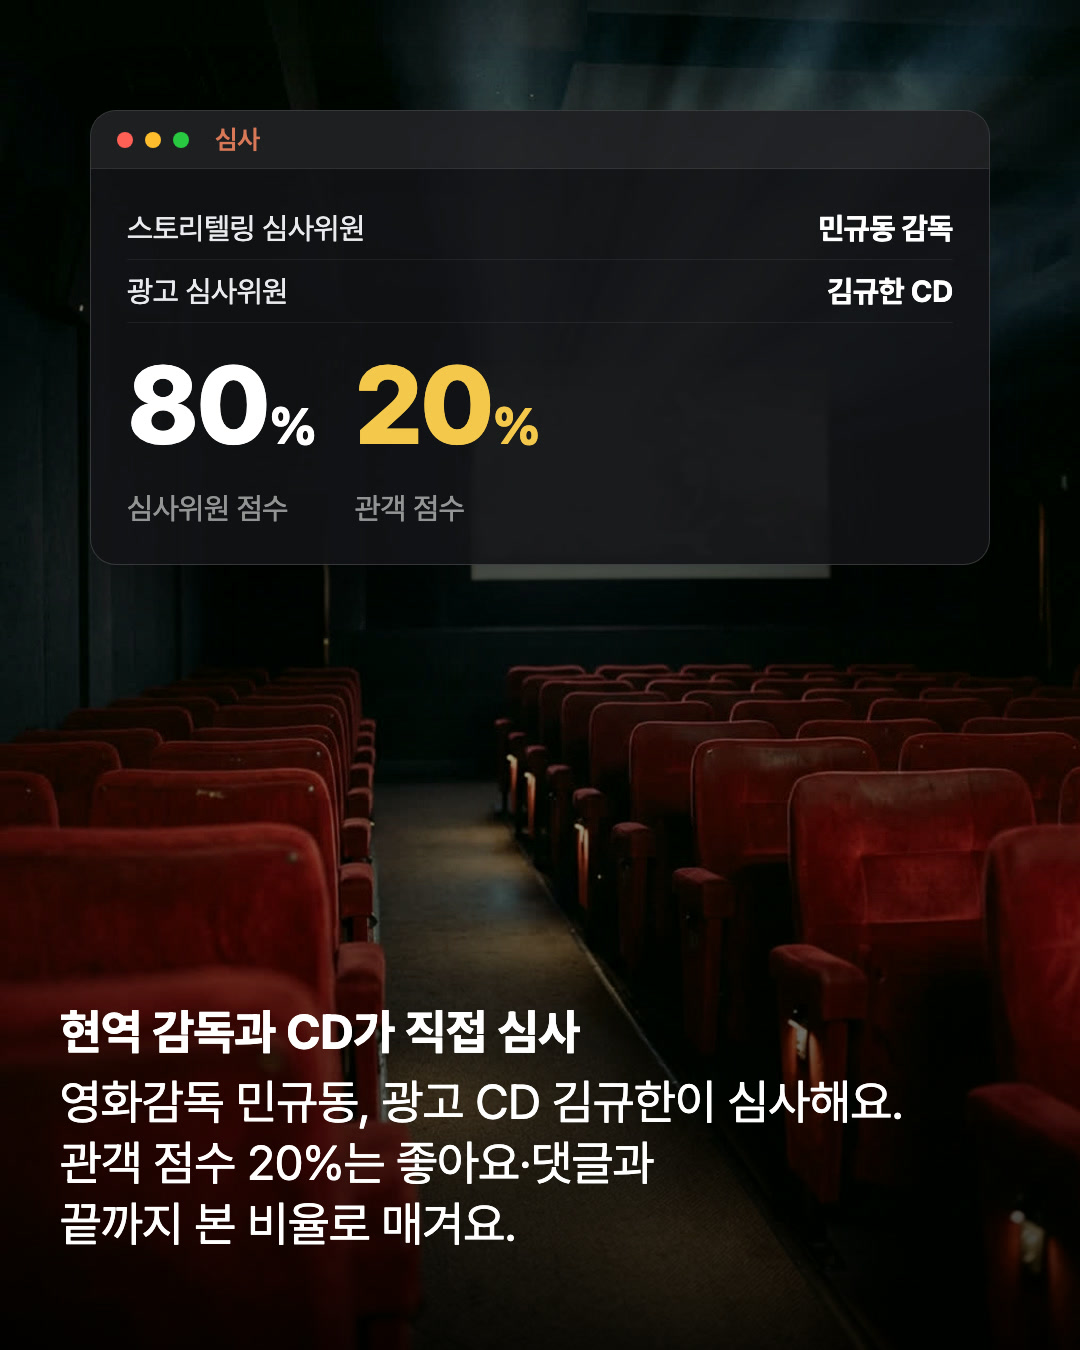 심사
스토리텔링 심사위원 민규동 감독
광고 심사위원 김규한 CD
80% 20%
심사위원 점수 관객 점수
현역 감독과 CD가 직접 심사
영화감독 민규동, 광고 CD 김규한이 심사해요.
관객 점수 20%는 좋아요·댓글과
끝까지 본 비율로 매겨요.